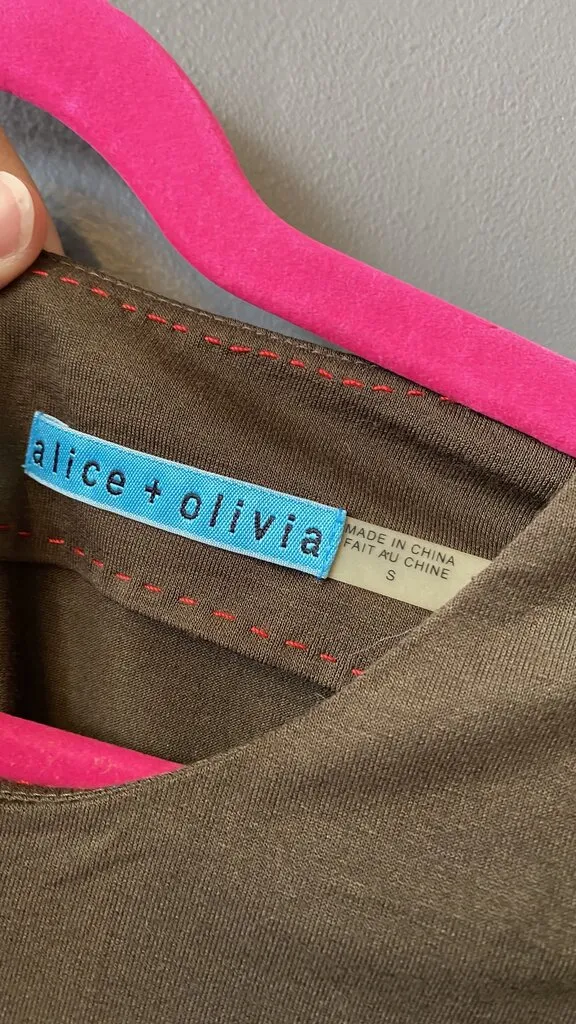 alice + olivia
MADE IN CHINA
FAIT AU CHINE
S